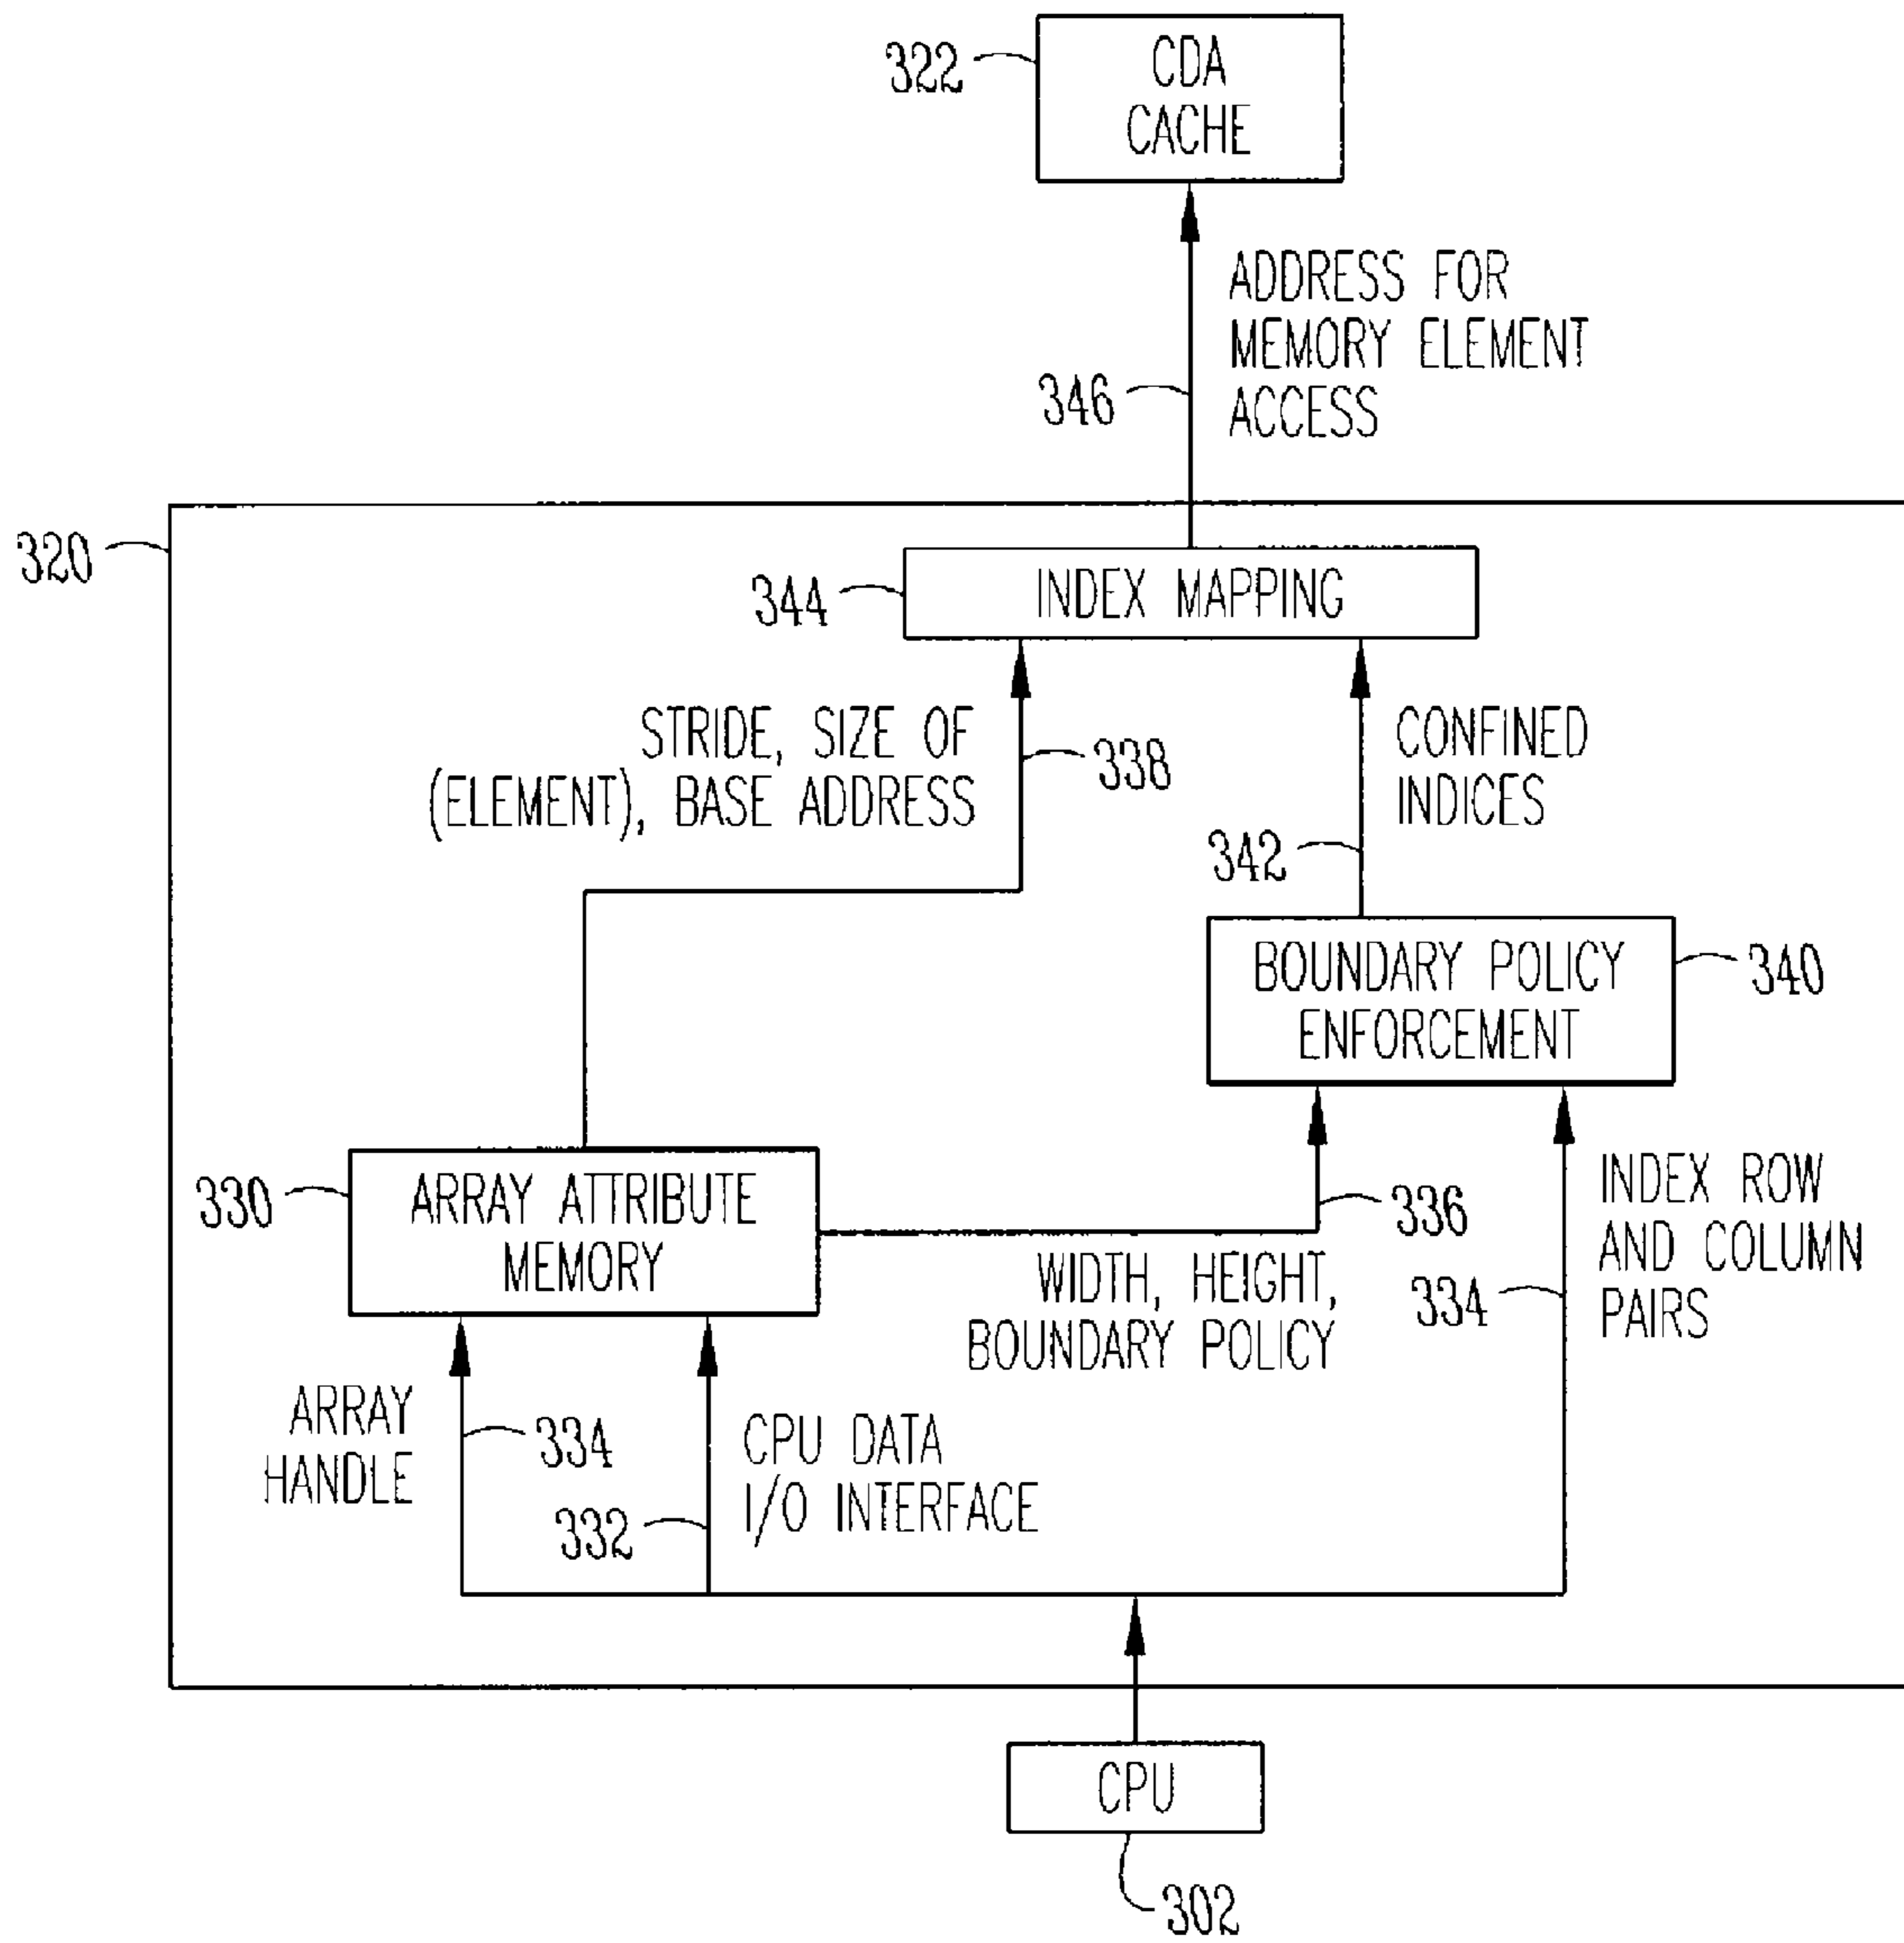 322
CDA
CACHE
ADDRESS FOR
MEMORY ELEMENT
ACCESS
346
320
344
INDEX MAPPING
STRIDE, SIZE OF
(ELEMENT), BASE ADDRESS
338
CONFINED
INDICES
342
BOUNDARY POLICY
ENFORCEMENT
340
330
ARRAY ATTRIBUTE
MEMORY
336
WIDTH, HEIGHT,
BOUNDARY POLICY
334
INDEX ROW
AND COLUMN
PAIRS
ARRAY
HANDLE
334
332
CPU DATA
I/O INTERFACE
CPU
302